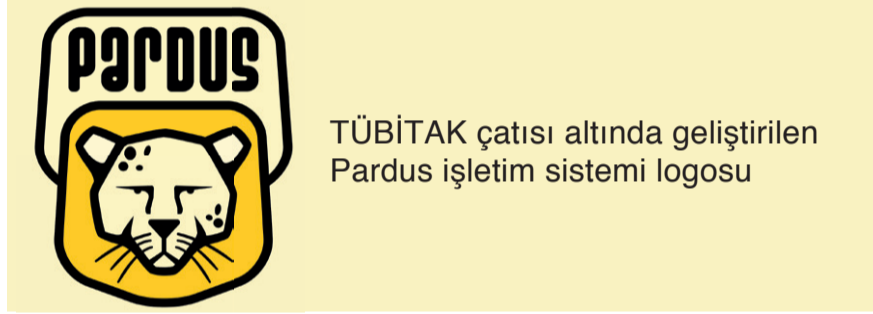 Pardus
TÜBİTAK çatısı altında geliştirilen
Pardus işletim sistemi logosu